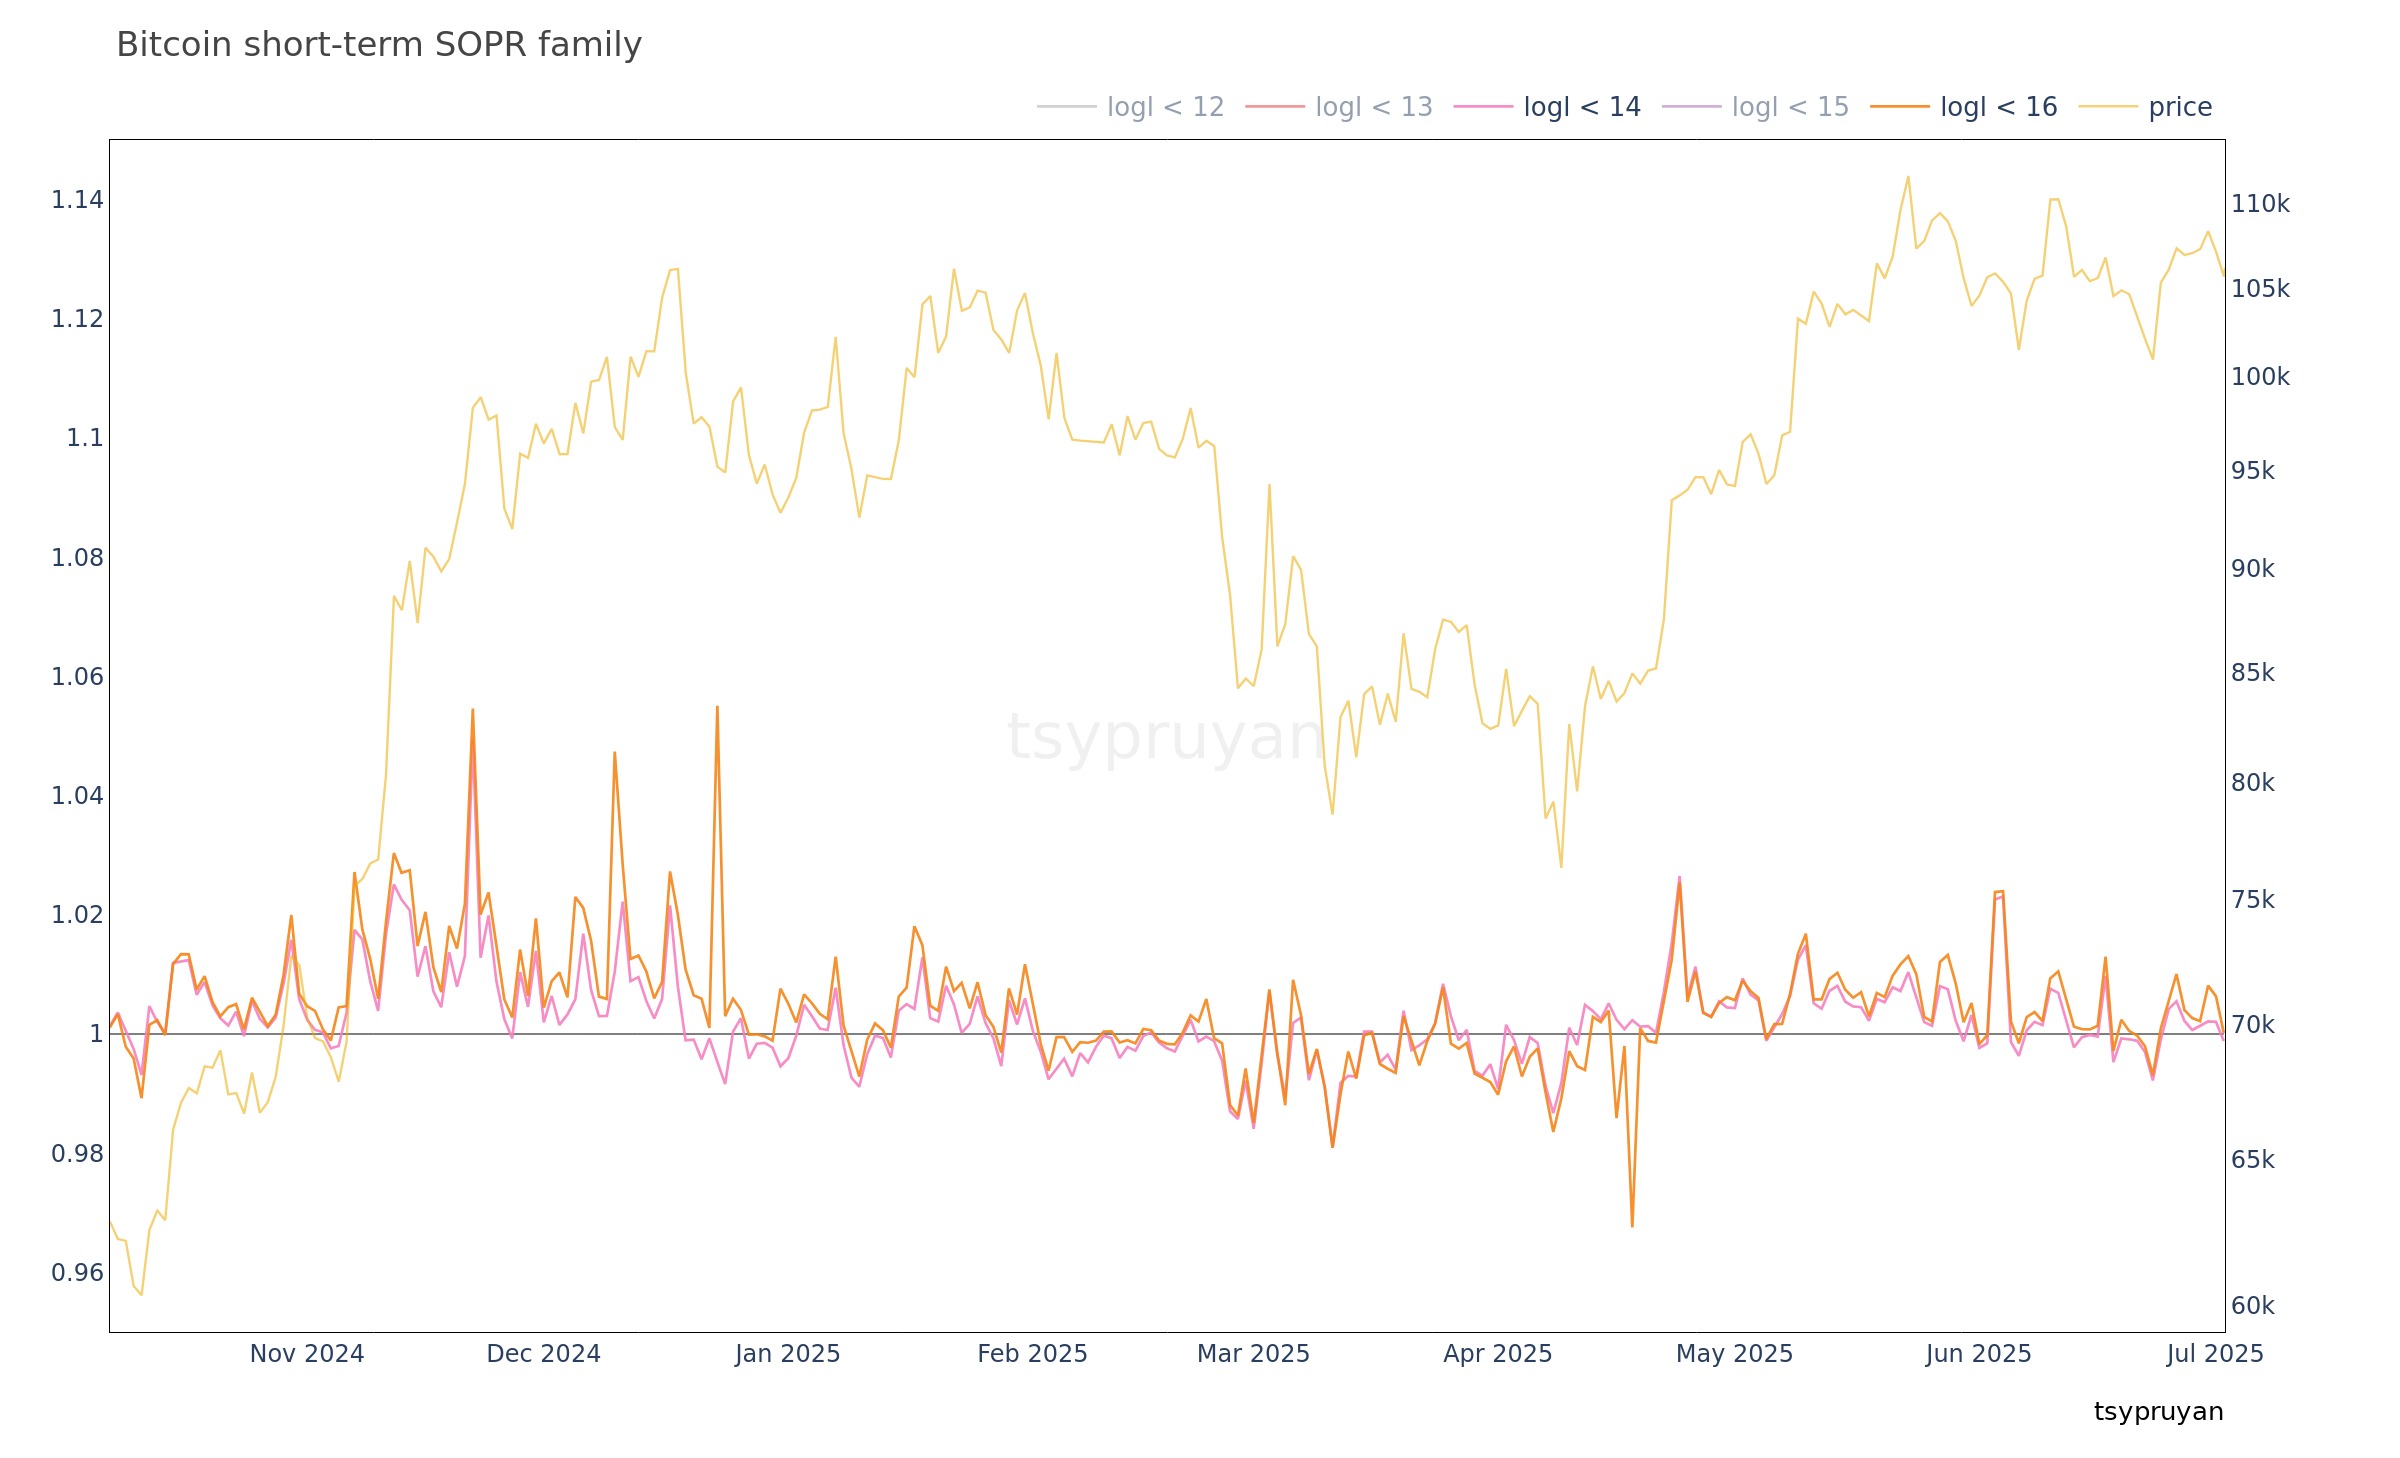 Bitcoin short-term SOPR family
logl < 12 logl < 13 logl < 14 logl < 15 logl < 16 price
1.14 110k
1.12 105k
1.1 100k
1.08 95k
1.06 90k
1.04 85k
1.02 80k
1 75k
0.98 70k
0.96 65k
60k
tsypruyan
Nov 2024 Dec 2024 Jan 2025 Feb 2025 Mar 2025 Apr 2025 May 2025 Jun 2025 Jul 2025
tsypruyan